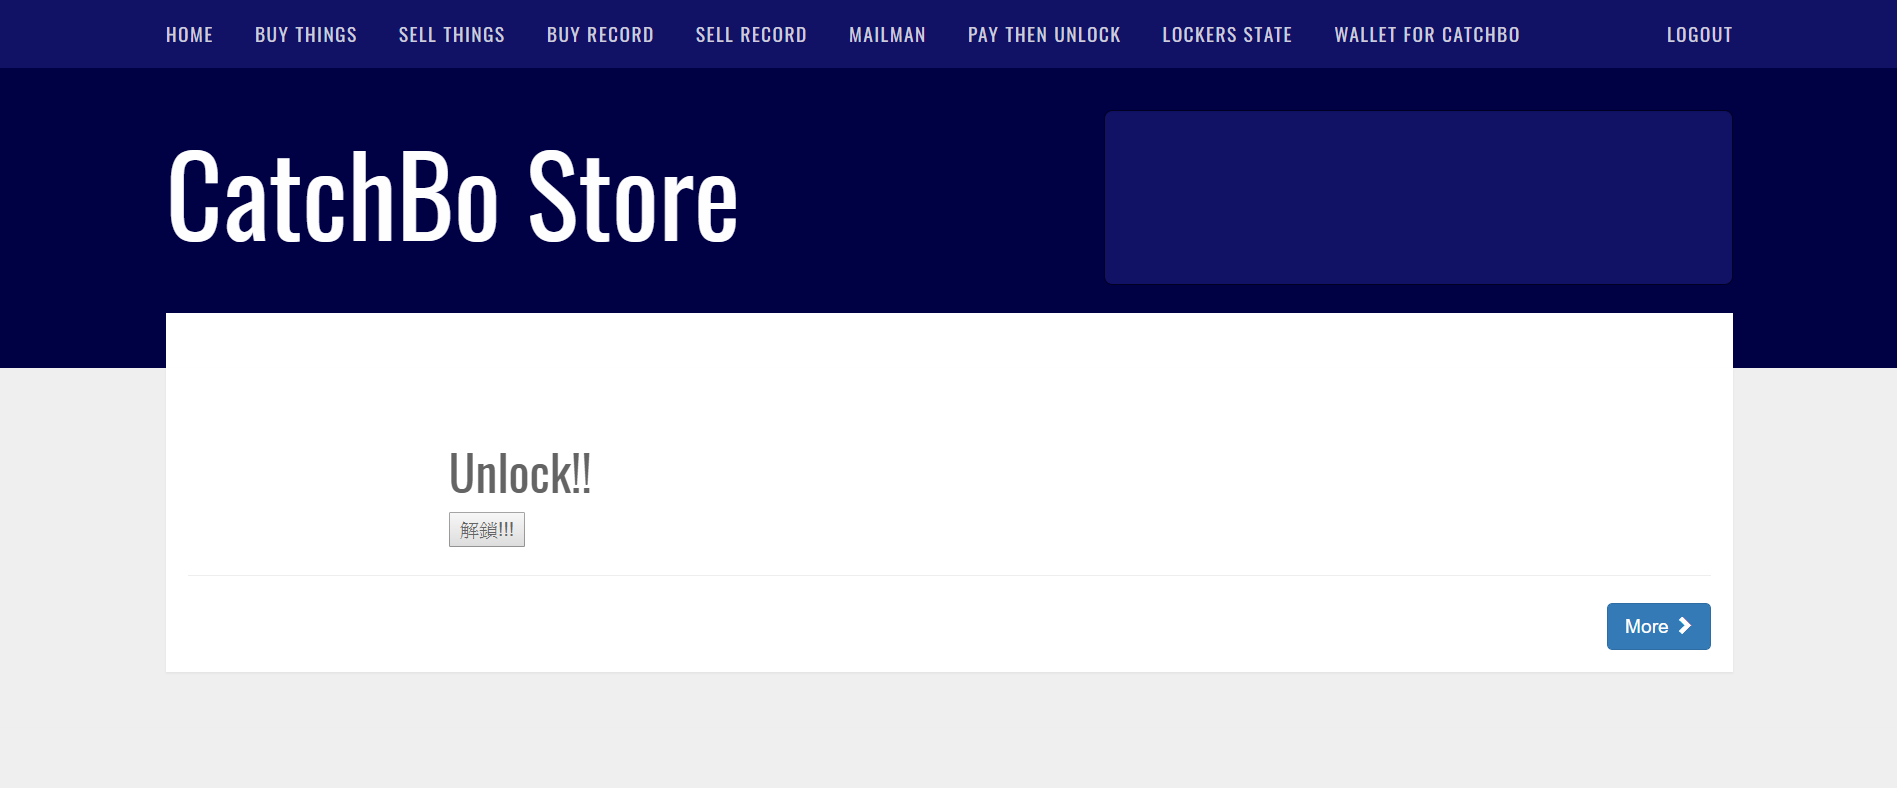 HOME BUY THINGS SELL THINGS BUY RECORD SELL RECORD MAILMAN PAY THEN UNLOCK LOCKERS STATE WALLET FOR CATCHBO LOGOUT
CatchBo Store
Unlock!!
解鎖!!!
More